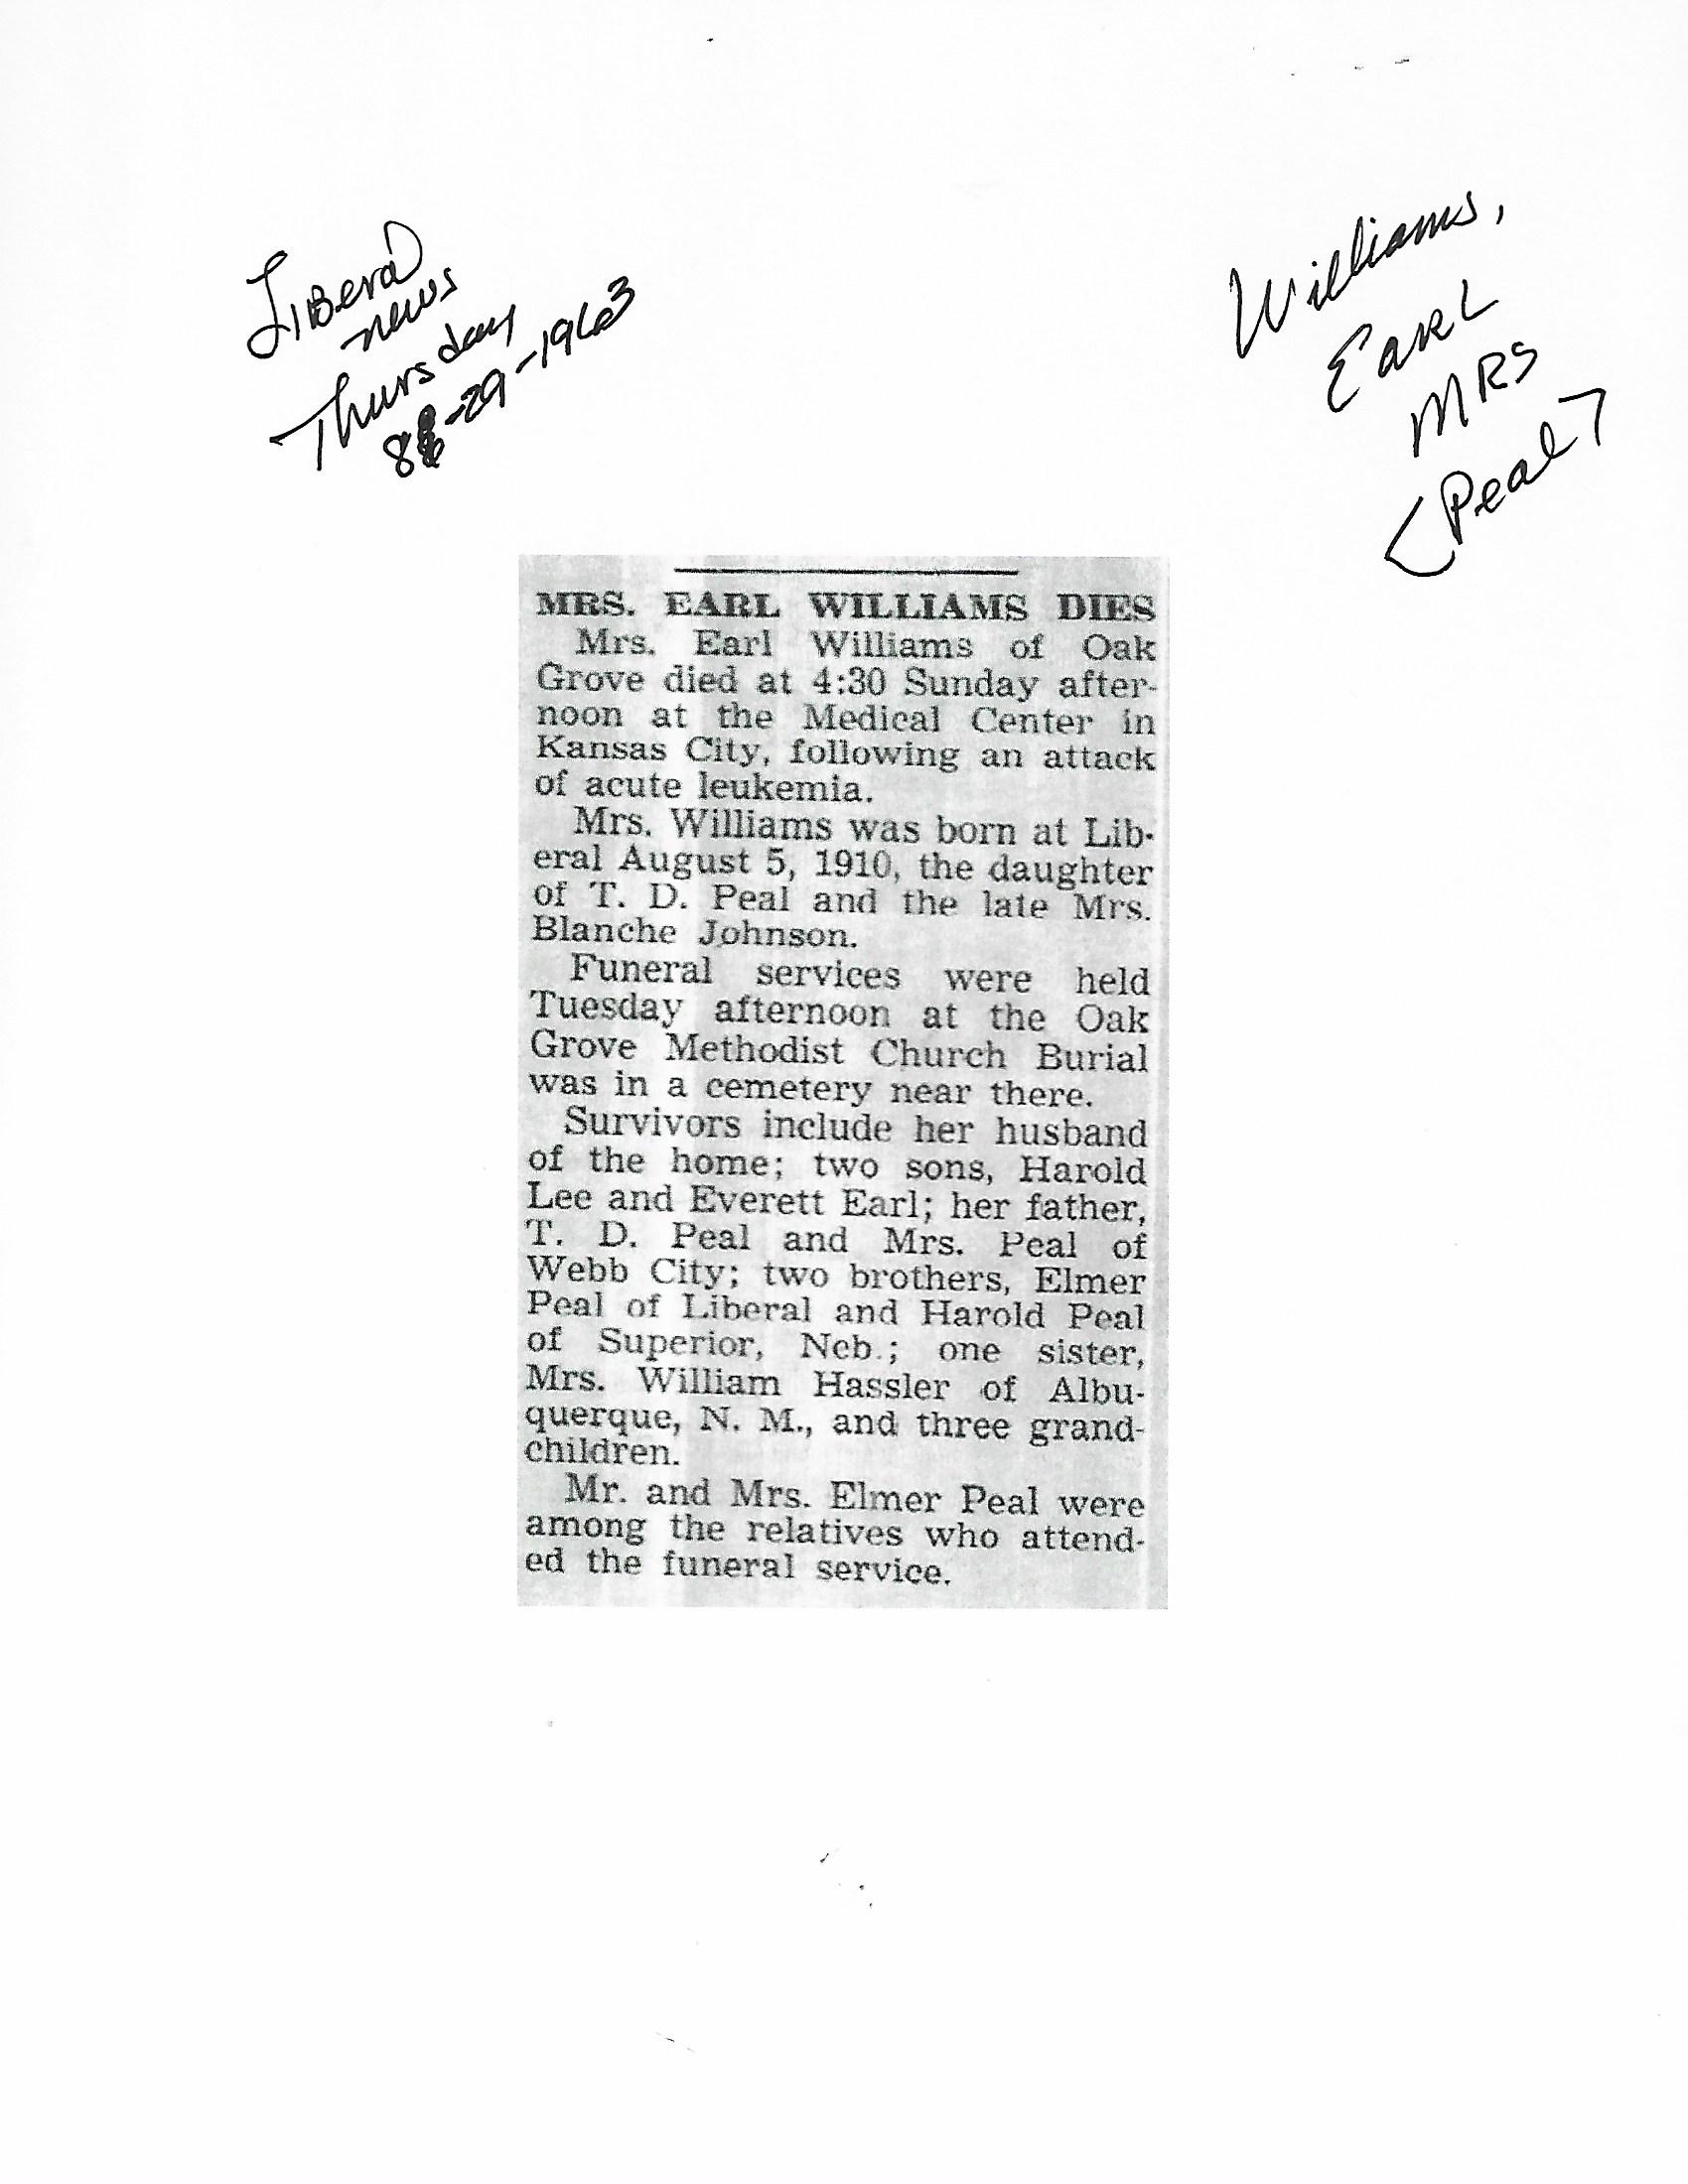 Liberal
news
Thursday
8-29-1963
Williams,
Earl
MRS
<Peal>
MRS. EARL WILLIAMS DIES
Mrs. Earl Williams of Oak
Grove died at 4:30 Sunday after-
noon at the Medical Center in
Kansas City, following an attack
of acute leukemia.
Mrs. Williams was born at Lib-
eral August 5, 1910, the daughter
of T. D. Peal and the late Mrs.
Blanche Johnson.
Funeral services were held
Tuesday afternoon at the Oak
Grove Methodist Church Burial
was in a cemetery near there.
Survivors include her husband
of the home; two sons, Harold
Lee and Everett Earl; her father,
T. D. Peal and Mrs. Peal of
Webb City; two brothers, Elmer
Peal of Liberal and Harold Peal
of Superior, Neb.; one sister,
Mrs. William Hassler of Albu-
querque, N. M., and three grand-
children.
Mr. and Mrs. Elmer Peal were
among the relatives who attend-
ed the funeral service.